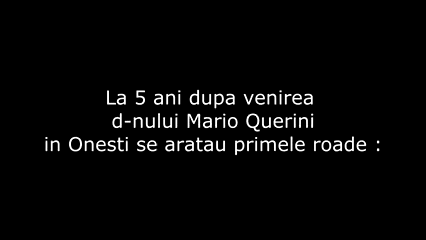 La 5 ani dupa venirea
d-nului Mario Querini
in Onesti se aratau primele roade :